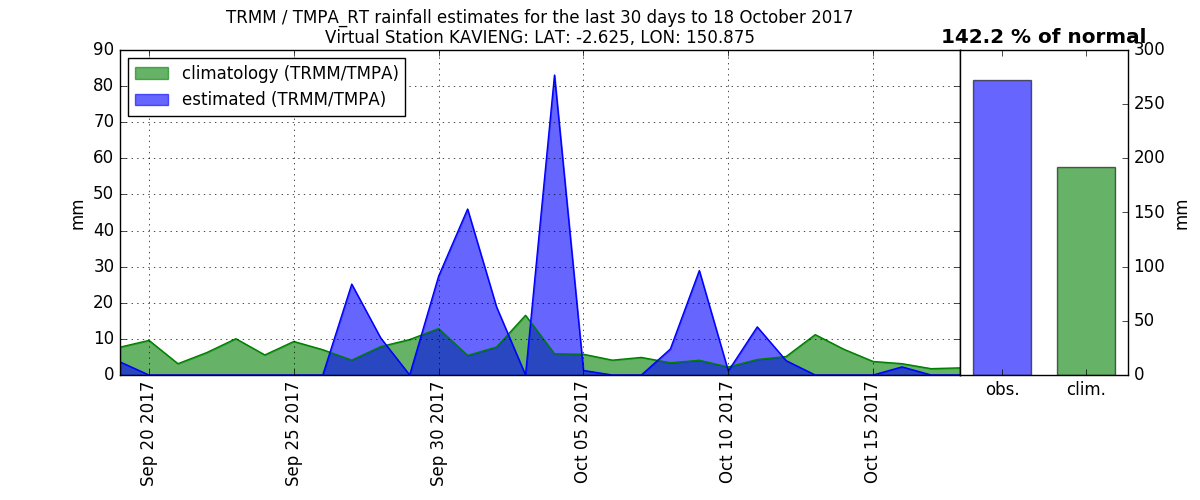 TRMM / TMPA_RT rainfall estimates for the last 30 days to 18 October 2017
Virtual Station KAVIENG: LAT: -2.625, LON: 150.875
142.2 % of normal
climatology (TRMM/TMPA)
estimated (TRMM/TMPA)
90
80
70
60
50
40
30
20
10
0
mm
300
250
200
150
100
50
0
mm
Sep 20 2017
Sep 25 2017
Sep 30 2017
Oct 05 2017
Oct 10 2017
Oct 15 2017
obs.
clim.